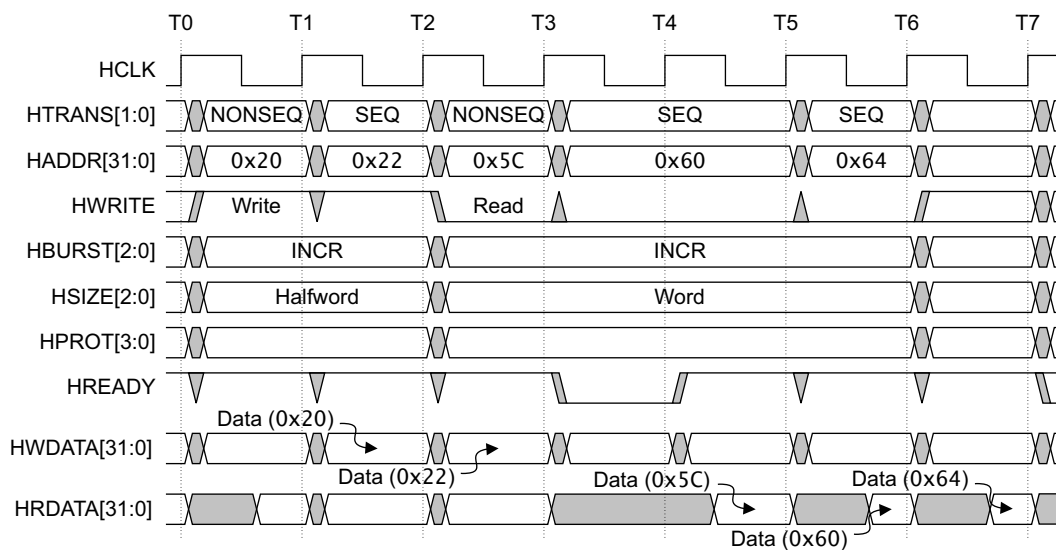 T0 T1 T2 T3 T4 T5 T6 T7
HCLK
HTRANS[1:0] NONSEQ SEQ NONSEQ SEQ SEQ
HADDR[31:0] 0x20 0x22 0x5C 0x60 0x64
HWRITE Write Read
HBURST[2:0] INCR INCR
HSIZE[2:0] Halfword Word
HPROT[3:0]
HREADY
Data (0x20)
HWDATA[31:0]
Data (0x22) Data (0x5C) Data (0x64)
HRDATA[31:0]
Data (0x60)